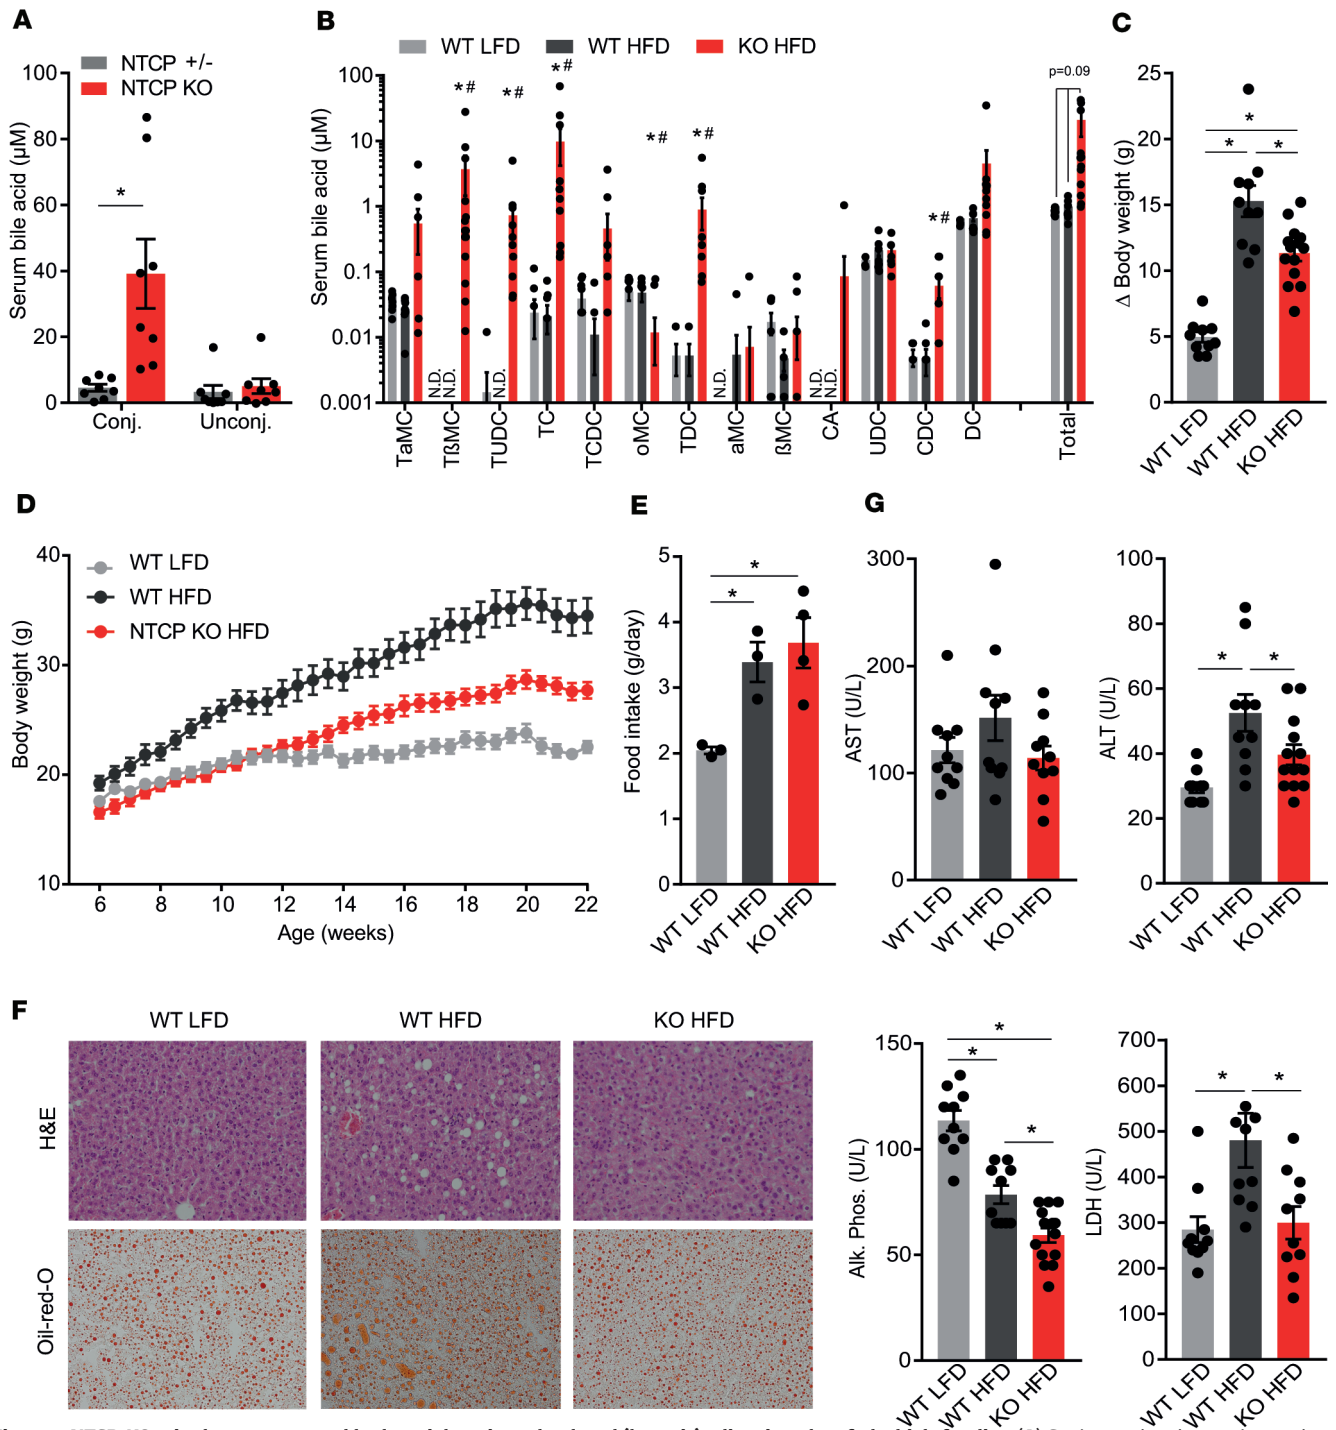 A
NTCP +/-
NTCP KO
Serum bile acid (µM)
100
80
60
40
20
0
*
Conj.
Unconj.
B
WT LFD
WT HFD
KO HFD
Serum bile acid (µM)
100
10
1
0.1
0.01
0.001
*#
*#
*#
*#
*#
*#
p=0.09
N.D.
N.D.
N.D.
N.D.
N.D.
N.D.
TaMC
TßMC
TUDC
TC
TCDC
oMC
TDC
aMC
ßMC
CA
UDC
CDC
DC
Total
C
Δ Body weight (g)
25
20
15
10
5
0
*
*
*
WT LFD
WT HFD
KO HFD
D
WT LFD
WT HFD
NTCP KO HFD
Body weight (g)
40
30
20
10
6
8
10
12
14
16
18
20
22
Age (weeks)
E
Food intake (g/day)
5
4
3
2
1
0
*
*
WT LFD
WT HFD
KO HFD
G
AST (U/L)
300
200
100
0
WT LFD
WT HFD
KO HFD
ALT (U/L)
100
80
60
40
20
0
*
*
WT LFD
WT HFD
KO HFD
F
WT LFD
WT HFD
KO HFD
H&E
Oil-red-O
Alk. Phos. (U/L)
150
100
50
0
*
*
*
WT LFD
WT HFD
KO HFD
LDH (U/L)
700
600
500
400
300
200
100
0
*
*
WT LFD
WT HFD
KO HFD